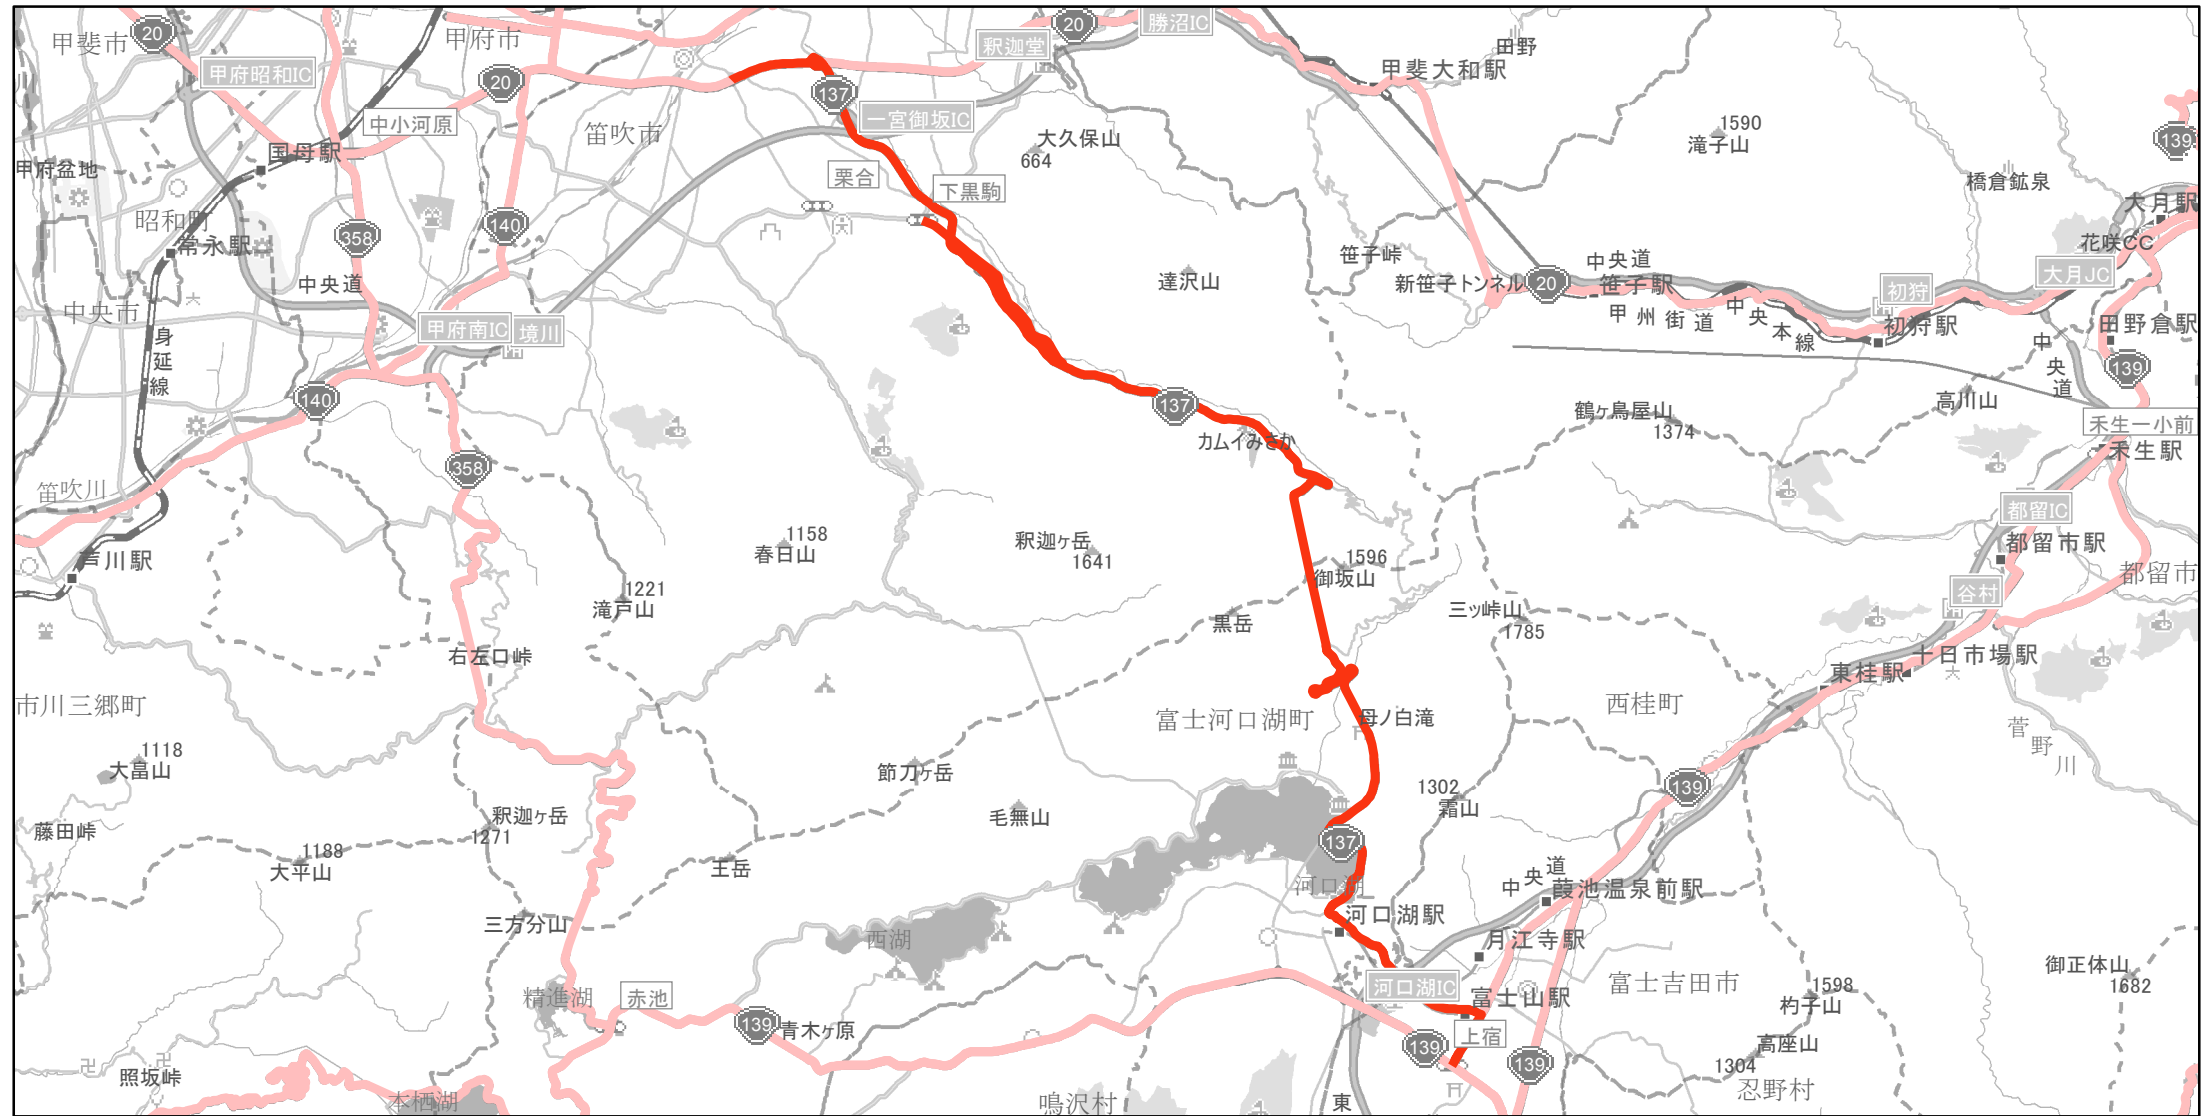 甲斐市
20
甲府昭和IC
甲府市
20
中小河原
国母駅
甲府盆地
昭和町
常永駅
358
140
中央道
中央市
身延線
甲府南IC
境川
140
358
笛吹川
芦川駅
笛吹市
137
一宮御坂IC
釈迦堂
20
勝沼IC
田野
甲斐大和駅
大久保山
664
栗合
下黒駒
達沢山
笹子峠
新笹子トンネル
20
笹子駅
中央道
甲州街道
中央本線
初狩
初狩駅
1590
滝子山
橋倉鉱泉
139
大月駅
花咲CC
大月JC
田野倉駅
中央道
139
禾生一小前
禾生駅
高川山
鶴ヶ鳥屋山
1374
都留IC
都留市駅
都留市
谷村
十日市場駅
東桂駅
西桂町
菅野川
137
カムイみさか
1596
御坂山
三ッ峠山
1785
黒岳
釈迦ヶ岳
1641
1158
春日山
1221
滝戸山
右左口峠
市川三郷町
1118
大畠山
藤田峠
1188
大平山
釈迦ヶ岳
1271
三方分山
王岳
節刀ヶ岳
毛無山
富士河口湖町
母ノ白滝
1302
霜山
139
137
河口湖
河口湖駅
中央道
葭池温泉前駅
月江寺駅
河口湖IC
富士山駅
富士吉田市
上宿
139
139
1598
杓子山
高座山
1304
忍野村
御正体山
1682
西湖
精進湖
赤池
139
青木ヶ原
照坂峠
本栖湖
鳴沢村
東